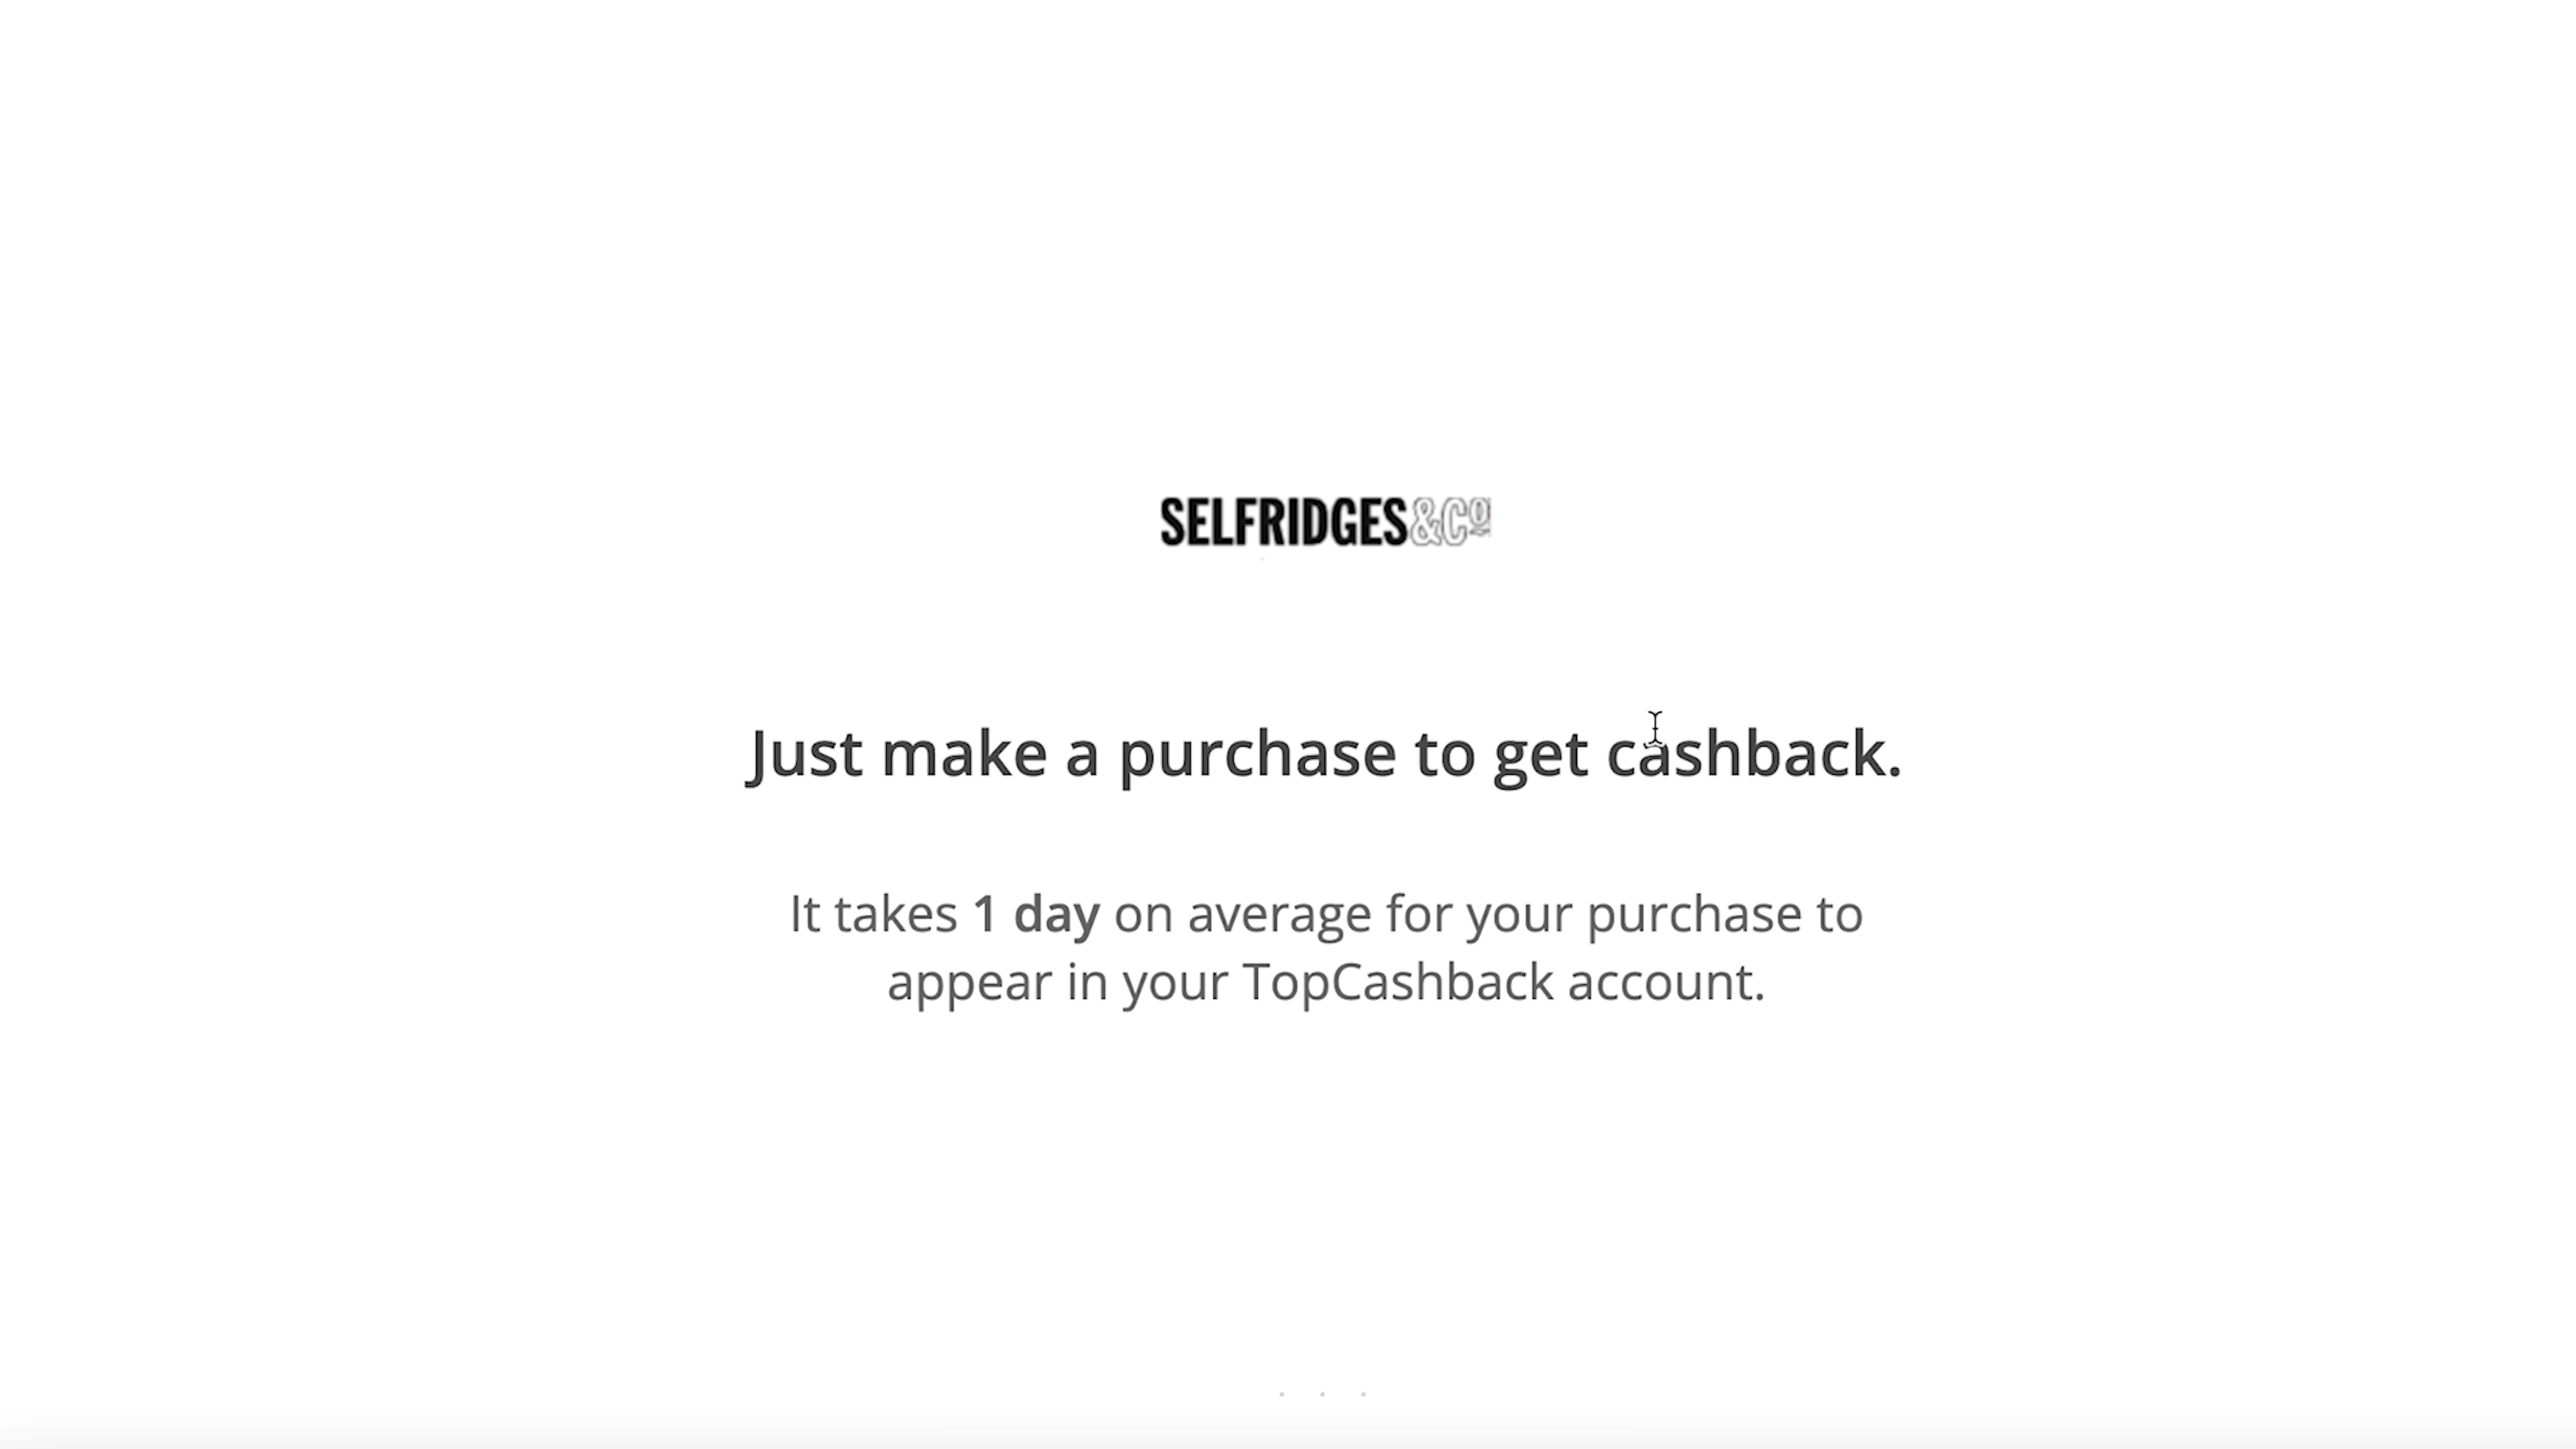 SELFRIDGES&Cº
Just make a purchase to get cashback.
It takes 1 day on average for your purchase to
appear in your TopCashback account.